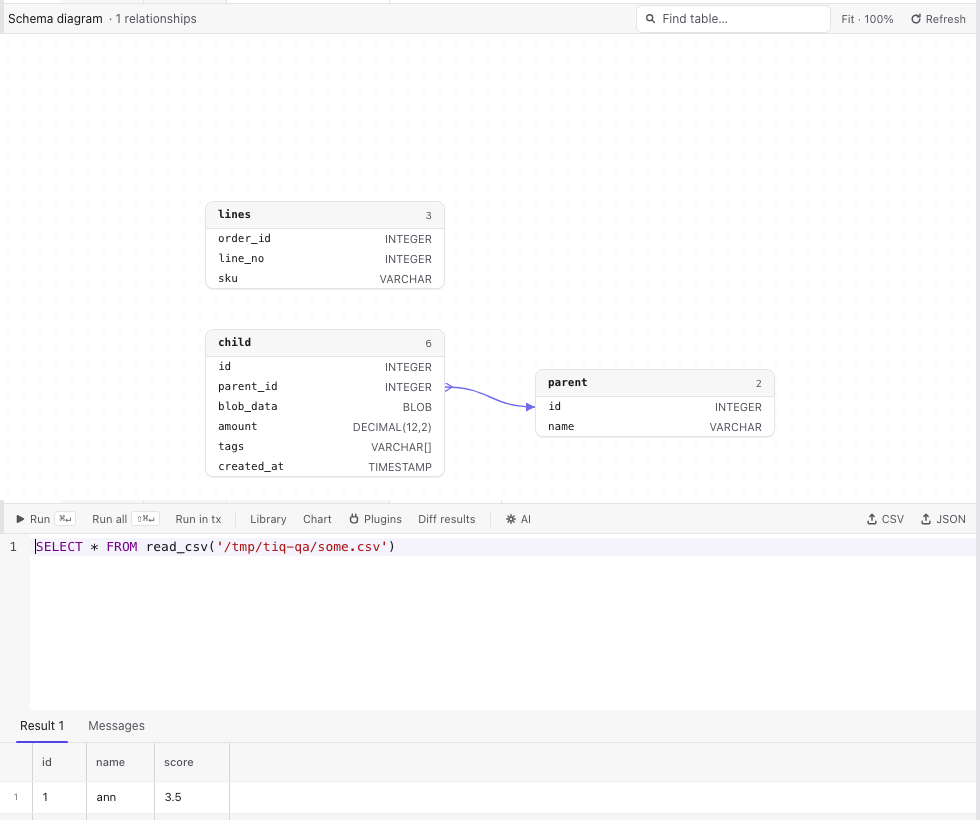 Schema diagram · 1 relationships Find table... Fit · 100% Refresh
lines 3
order_id INTEGER
line_no INTEGER
sku VARCHAR
child 6
id INTEGER
parent_id INTEGER
blob_data BLOB
amount DECIMAL(12,2)
tags VARCHAR[]
created_at TIMESTAMP
parent 2
id INTEGER
name VARCHAR
Run ⌘↵ Run all ⇧⌘↵ Run in tx Library Chart Plugins Diff results AI CSV JSON
1 SELECT * FROM read_csv('/tmp/tiq-qa/some.csv')
Result 1 Messages
id name score
1 1 ann 3.5